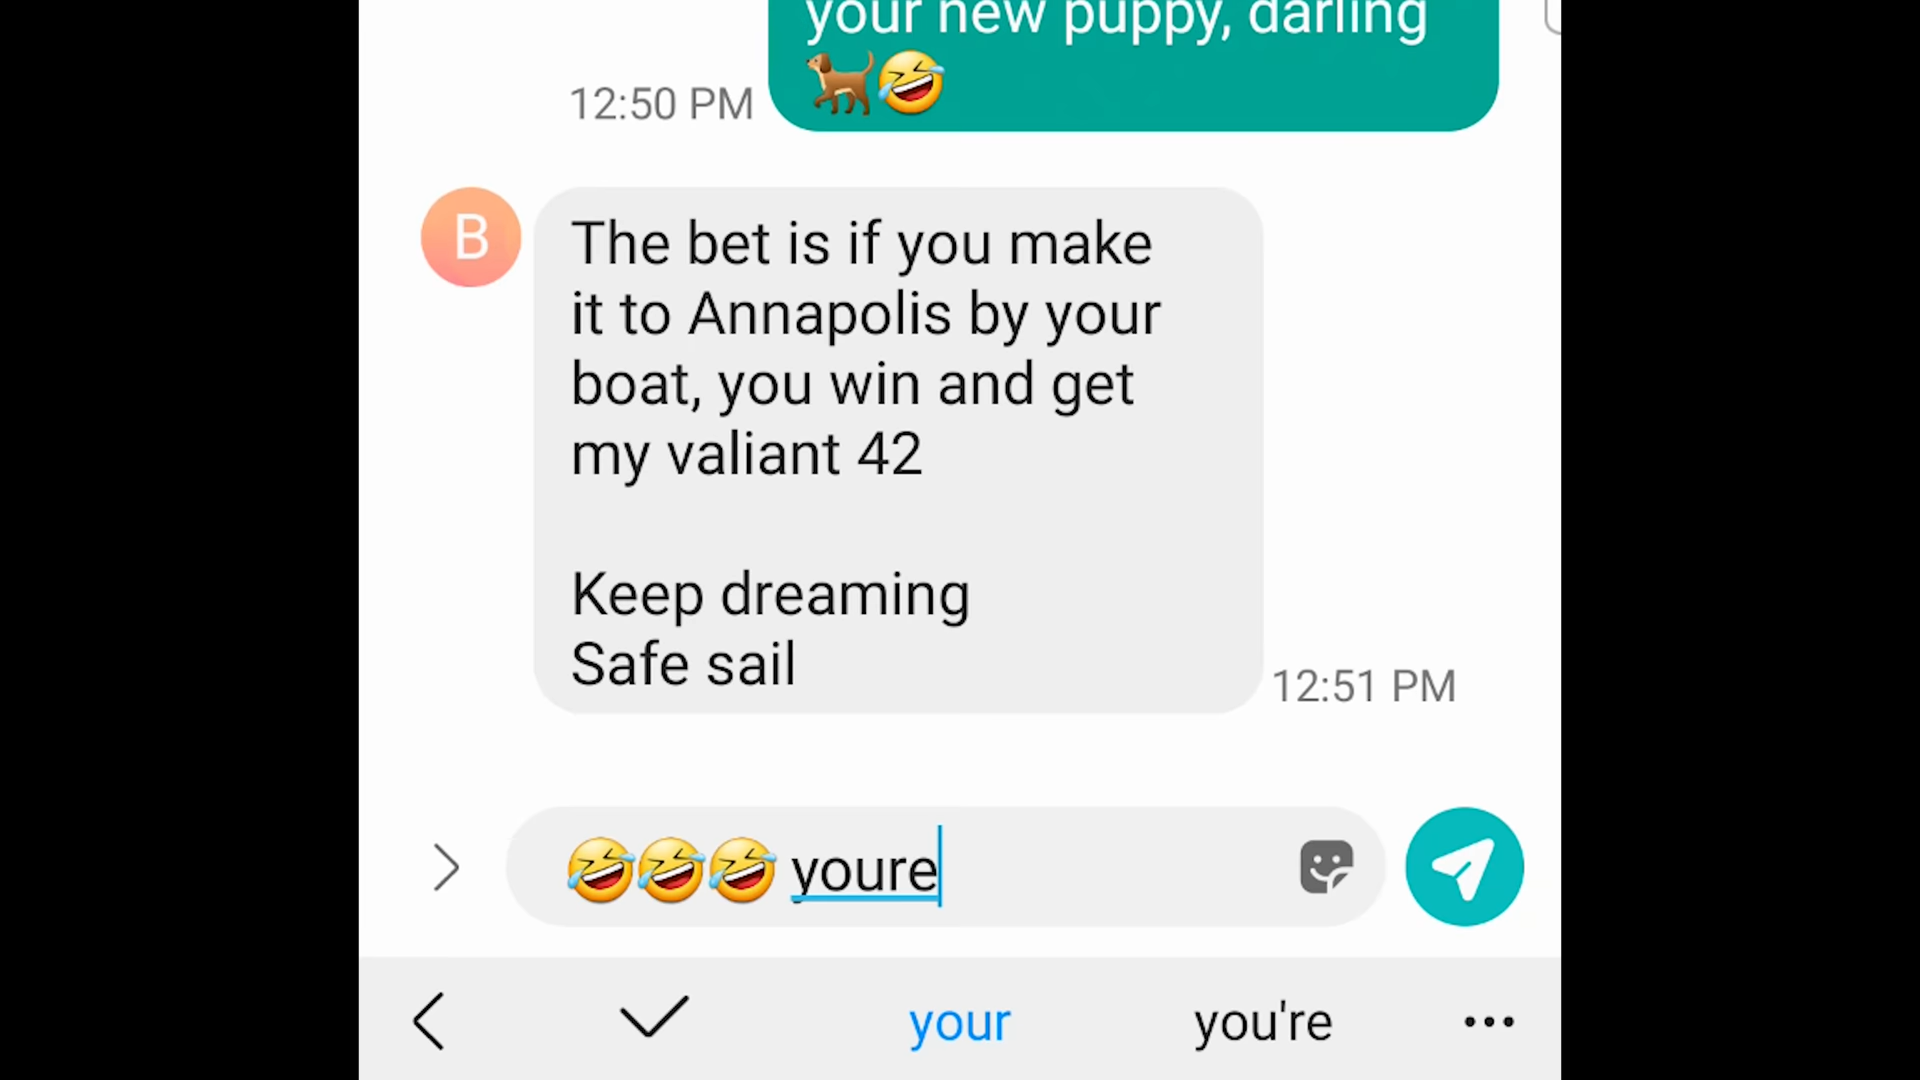 your new puppy, darling
🐕🤣
12:50 PM
B
The bet is if you make
it to Annapolis by your
boat, you win and get
my valiant 42
Keep dreaming
Safe sail
12:51 PM
🤣🤣🤣 youre
your you're